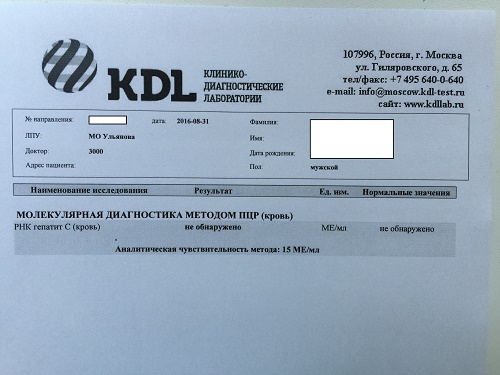 KDL
КЛИНИКО-
ДИАГНОСТИЧЕСКИЕ
ЛАБОРАТОРИИ
107996, Россия, г. Москва
ул. Гиляровского, д. 65
тел/факс: +7 495 640-0-640
e-mail: info@moscow.kdl-test.ru
сайт: www.kdllab.ru
№ направления: дата: 2016-08-31 Фамилия:
ЛПУ МО Ульянова Имя:
Доктор: 3000 Дата рождения:
Адрес пациента: Пол: мужской
Наименование исследования Результат Ед. изм. Нормальные значения
МОЛЕКУЛЯРНАЯ ДИАГНОСТИКА МЕТОДОМ ПЦР (кровь)
РНК гепатит С (кровь) не обнаружено МЕ/мл не обнаружено
Аналитическая чувствительность метода: 15 МЕ/мл